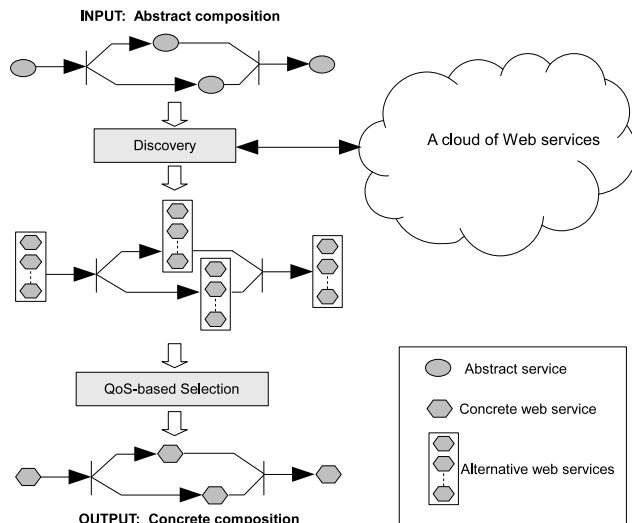 INPUT: Abstract composition
A cloud of Web services
Discovery
QoS-based Selection
Abstract service
Concrete web service
Alternative web services
OUTPUT: Concrete composition